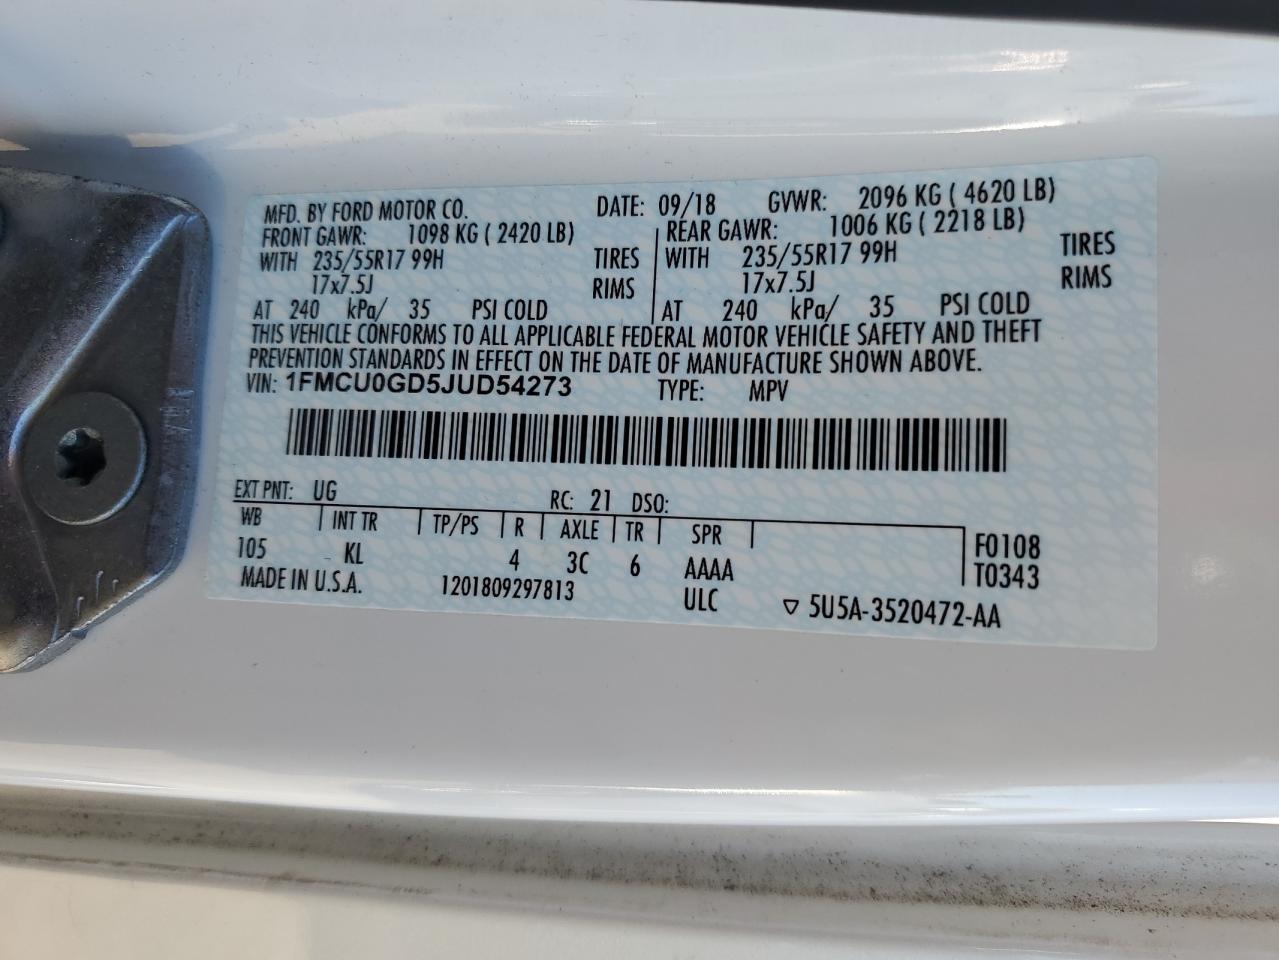 MFD. BY FORD MOTOR CO. DATE: 09/18 GVWR: 2096 KG ( 4620 LB)
FRONT GAWR: 1098 KG ( 2420 LB) REAR GAWR: 1006 KG ( 2218 LB)
WITH 235/55R17 99H TIRES WITH 235/55R17 99H TIRES
17x7.5J RIMS 17x7.5J RIMS
AT 240 kPa/ 35 PSI COLD AT 240 kPa/ 35 PSI COLD
THIS VEHICLE CONFORMS TO ALL APPLICABLE FEDERAL MOTOR VEHICLE SAFETY AND THEFT
PREVENTION STANDARDS IN EFFECT ON THE DATE OF MANUFACTURE SHOWN ABOVE.
VIN: 1FMCU0GD5JUD54273 TYPE: MPV
EXT PNT: UG RC: 21 DSO:
WB INT TR TP/PS R AXLE TR SPR F0108
105 KL 4 3C 6 AAAA T0343
MADE IN U.S.A. 1201809297813 ULC ▽ 5U5A-3520472-AA